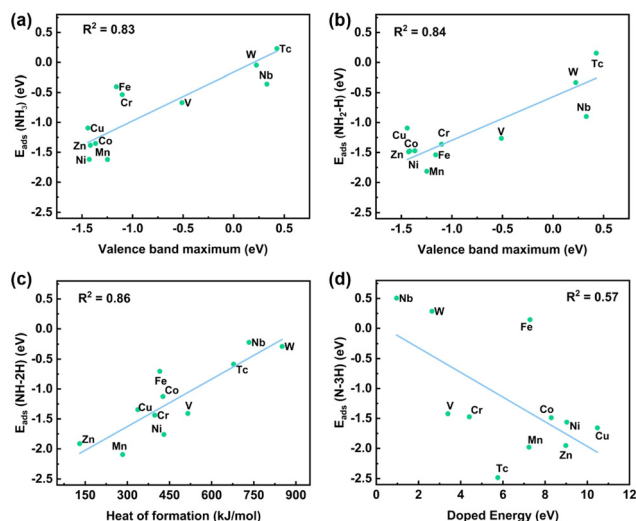 (a)
R² = 0.83
E_ads (NH₃) (eV)
0.5
0.0
-0.5
-1.0
-1.5
-2.0
-2.5
Tc
W
Nb
Fe
Cr
V
Cu
Zn
Co
Ni
Mn
-1.5 -1.0 -0.5 0.0 0.5
Valence band maximum (eV)
(b)
R² = 0.84
E_ads (NH₂-H) (eV)
0.5
0.0
-0.5
-1.0
-1.5
-2.0
-2.5
Tc
W
Nb
V
Cu
Cr
Co
Zn
Fe
Ni
Mn
-1.5 -1.0 -0.5 0.0 0.5
Valence band maximum (eV)
(c)
R² = 0.86
E_ads (NH-2H) (eV)
0.5
0.0
-0.5
-1.0
-1.5
-2.0
-2.5
Nb
W
Tc
Fe
Co
Cu
Cr
V
Ni
Zn
Mn
150 300 450 600 750 900
Heat of formation (kJ/mol)
(d)
R² = 0.57
E_ads (N-3H) (eV)
0.5
0.0
-0.5
-1.0
-1.5
-2.0
-2.5
Nb
W
Fe
V
Cr
Co
Ni
Cu
Mn
Zn
Tc
0 2 4 6 8 10 12
Doped Energy (eV)